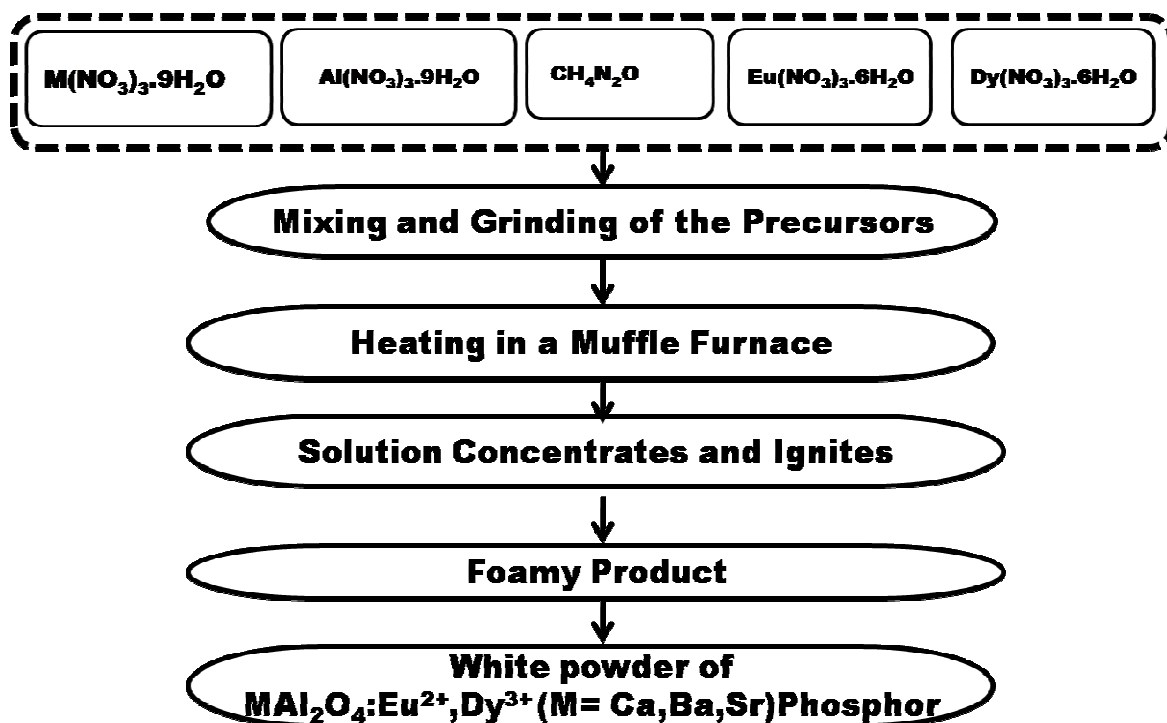 M(NO₃)₃.9H₂O
Al(NO₃)₃.9H₂O
CH₄N₂O
Eu(NO₃)₃.6H₂O
Dy(NO₃)₃.6H₂O
Mixing and Grinding of the Precursors
Heating in a Muffle Furnace
Solution Concentrates and Ignites
Foamy Product
White powder of
MAl₂O₄:Eu²⁺,Dy³⁺(M= Ca,Ba,Sr)Phosphor